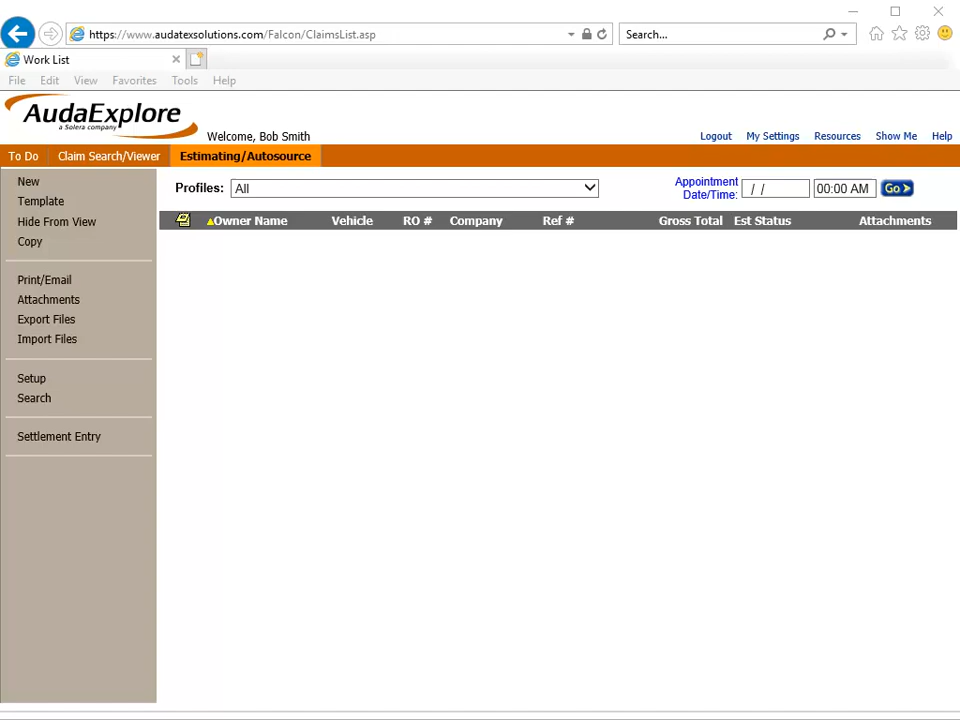 https://www.audatexsolutions.com/Falcon/ClaimsList.asp
Search...
Work List
File Edit View Favorites Tools Help
AudaExplore
a Solera company
Welcome, Bob Smith
Logout My Settings Resources Show Me Help
To Do Claim Search/Viewer Estimating/Autosource
New
Template
Hide From View
Copy
Print/Email
Attachments
Export Files
Import Files
Setup
Search
Settlement Entry
Profiles: All
Appointment
Date/Time: / / 00:00 AM Go
Owner Name Vehicle RO # Company Ref # Gross Total Est Status Attachments